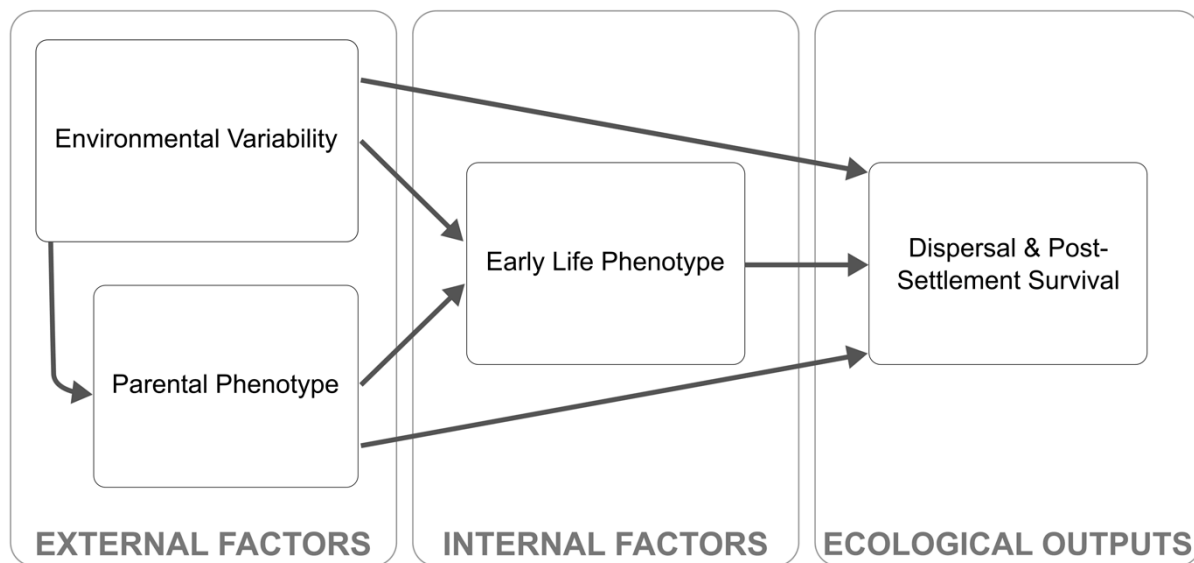 Environmental Variability
Parental Phenotype
EXTERNAL FACTORS
Early Life Phenotype
INTERNAL FACTORS
Dispersal & Post-
Settlement Survival
ECOLOGICAL OUTPUTS